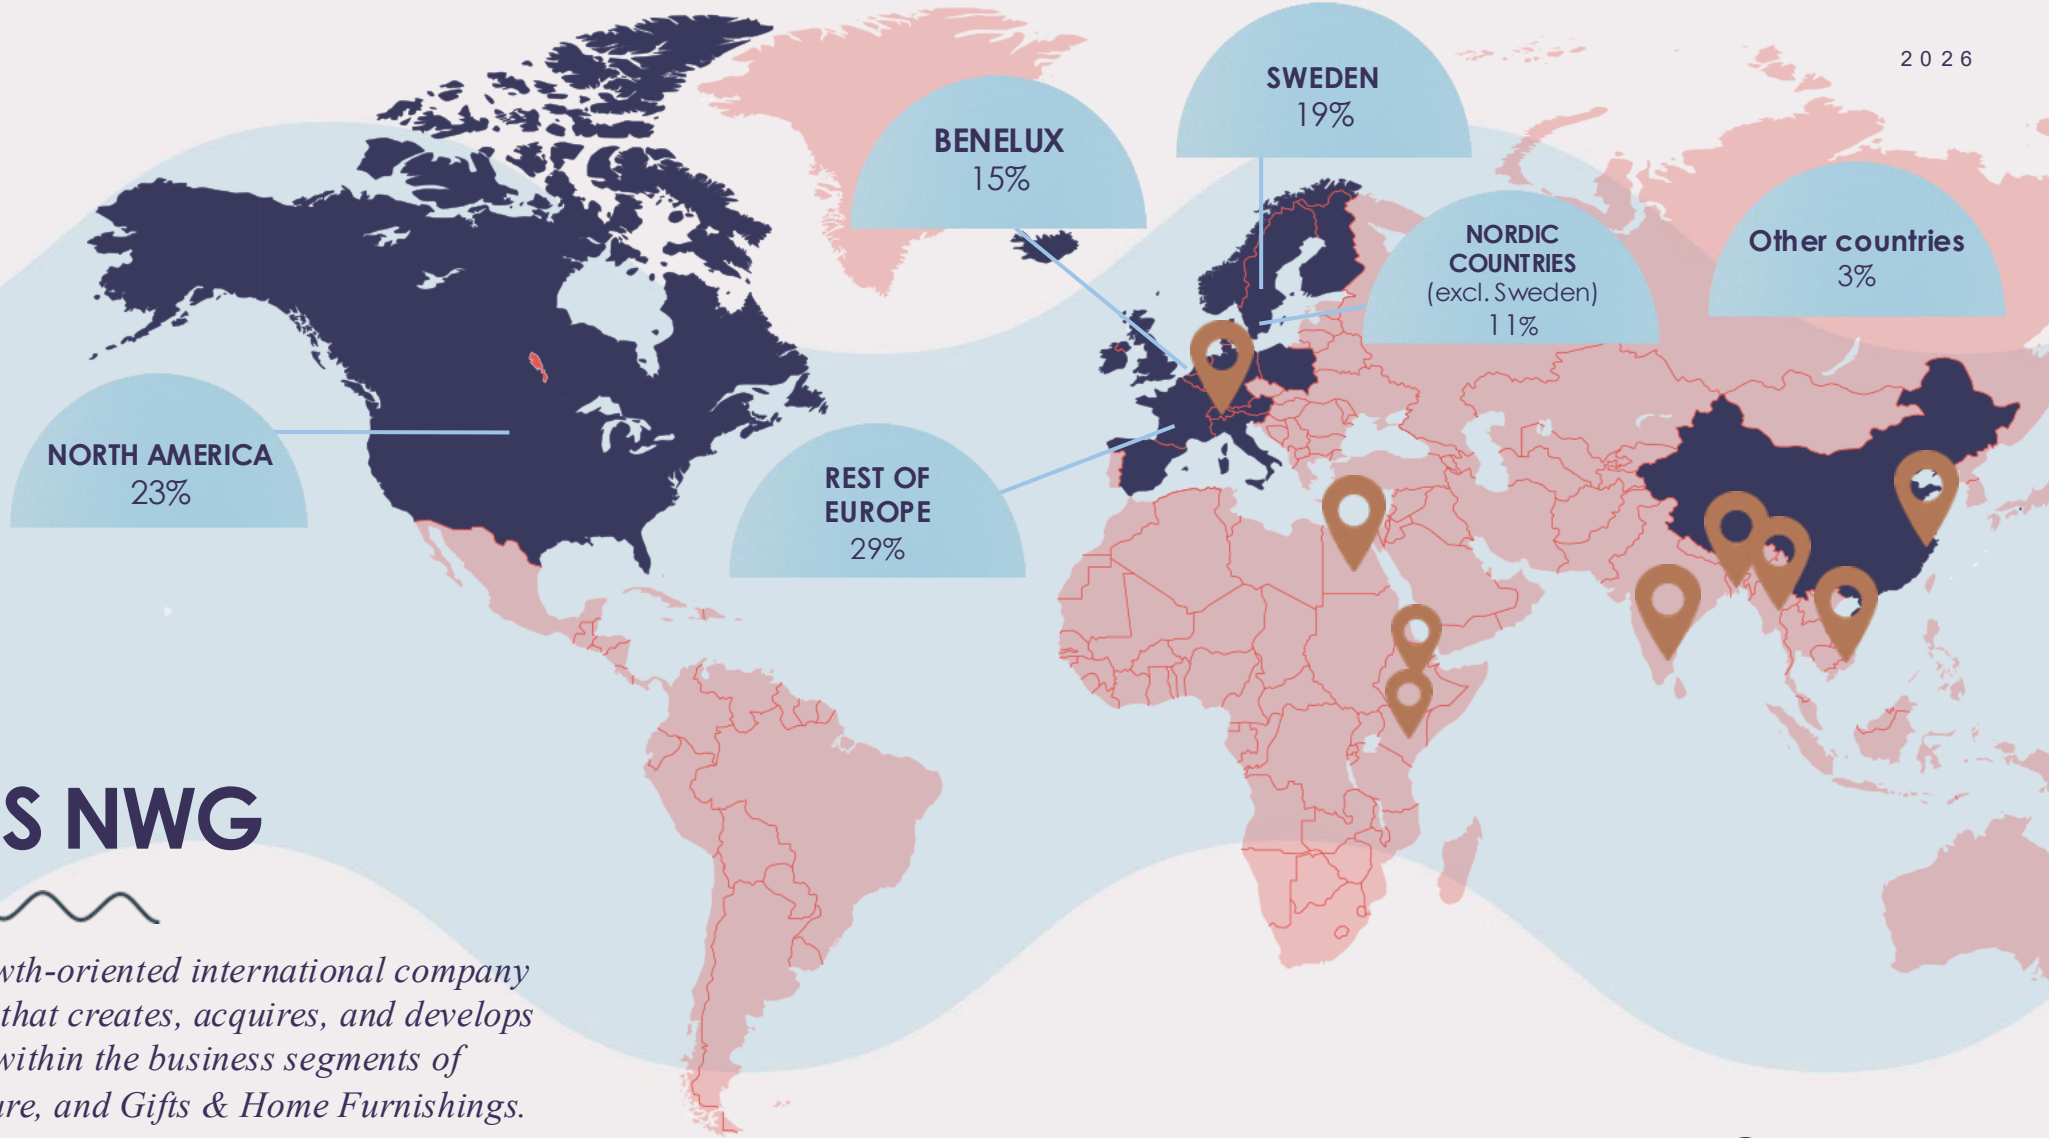 2026
SWEDEN
19%
BENELUX
15%
NORDIC
COUNTRIES
(excl. Sweden)
11%
Other countries
3%
NORTH AMERICA
23%
REST OF
EUROPE
29%
S NWG
wth-oriented international company
that creates, acquires, and develops
within the business segments of
ure, and Gifts & Home Furnishings.